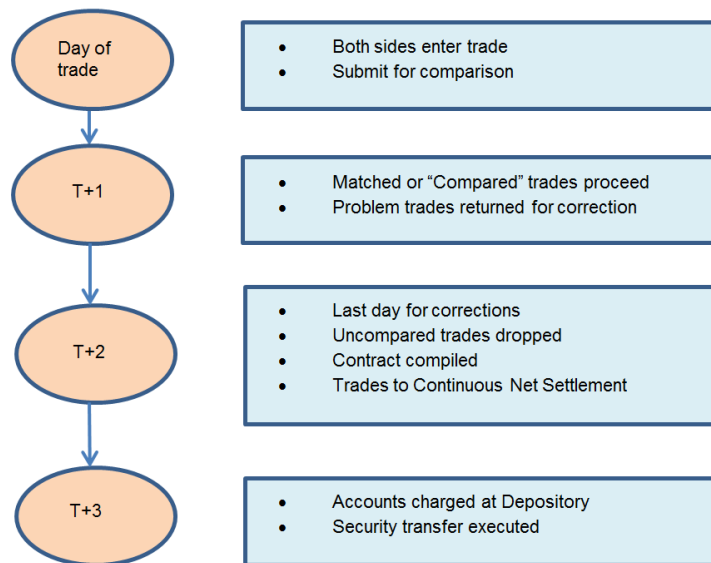 Day of
trade
• Both sides enter trade
• Submit for comparison
T+1
• Matched or “Compared” trades proceed
• Problem trades returned for correction
T+2
• Last day for corrections
• Uncompared trades dropped
• Contract compiled
• Trades to Continuous Net Settlement
T+3
• Accounts charged at Depository
• Security transfer executed